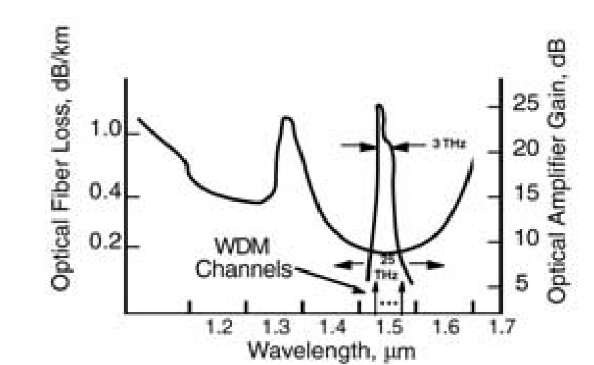 Optical Fiber Loss, dB/km
1.0
0.4
0.2
25
20
15
10
5
Optical Amplifier Gain, dB
3 THz
25
THz
WDM
Channels
...
1.2 1.3 1.4 1.5 1.6 1.7
Wavelength, μm